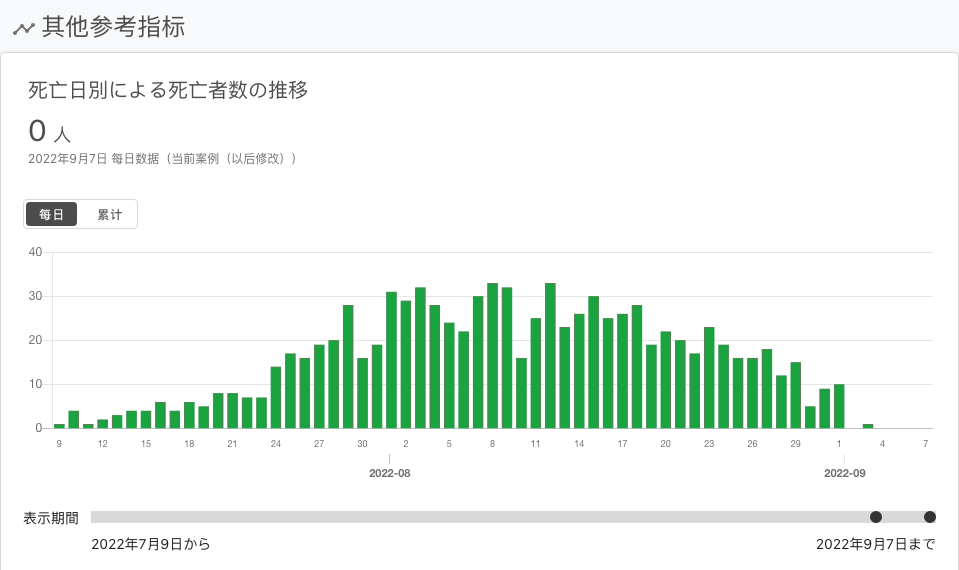 其他参考指标
死亡日別による死亡者数の推移
0 人
2022年9月7日 每日数据（当前案例（以后修改））
每日 累计
40
30
20
10
0
9 12 15 18 21 24 27 30 2 5 8 11 14 17 20 23 26 29 1 4 7
2022-08 2022-09
表示期間
2022年7月9日から 2022年9月7日まで